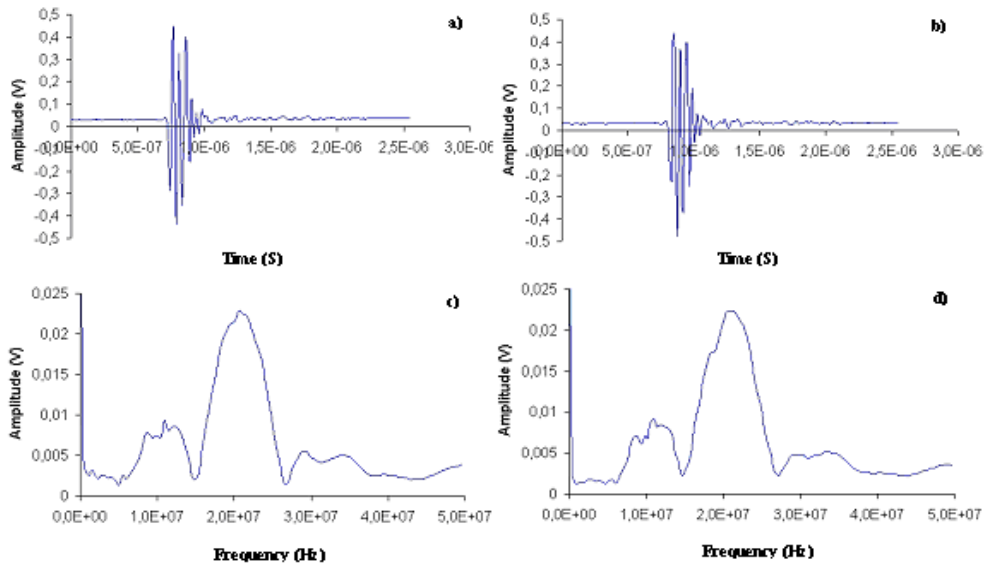 a)
Amplitude (V)
0,5
0,4
0,3
0,2
0,1
0
-0,1
-0,2
-0,3
-0,4
-0,5
0,0E+00 5,0E-07 1,0E-06 1,5E-06 2,0E-06 2,5E-06 3,0E-06
Time (S)
b)
Amplitude (V)
0,5
0,4
0,3
0,2
0,1
0
-0,1
-0,2
-0,3
-0,4
-0,5
0,0E+00 5,0E-07 1,0E-06 1,5E-06 2,0E-06 2,5E-06 3,0E-06
Time (S)
c)
Amplitude (V)
0,025
0,02
0,015
0,01
0,005
0
0,0E+00 1,0E+07 2,0E+07 3,0E+07 4,0E+07 5,0E+07
Frequency (Hz)
d)
Amplitude (V)
0,025
0,02
0,015
0,01
0,005
0
0,0E+00 1,0E+07 2,0E+07 3,0E+07 4,0E+07 5,0E+07
Frequency (Hz)